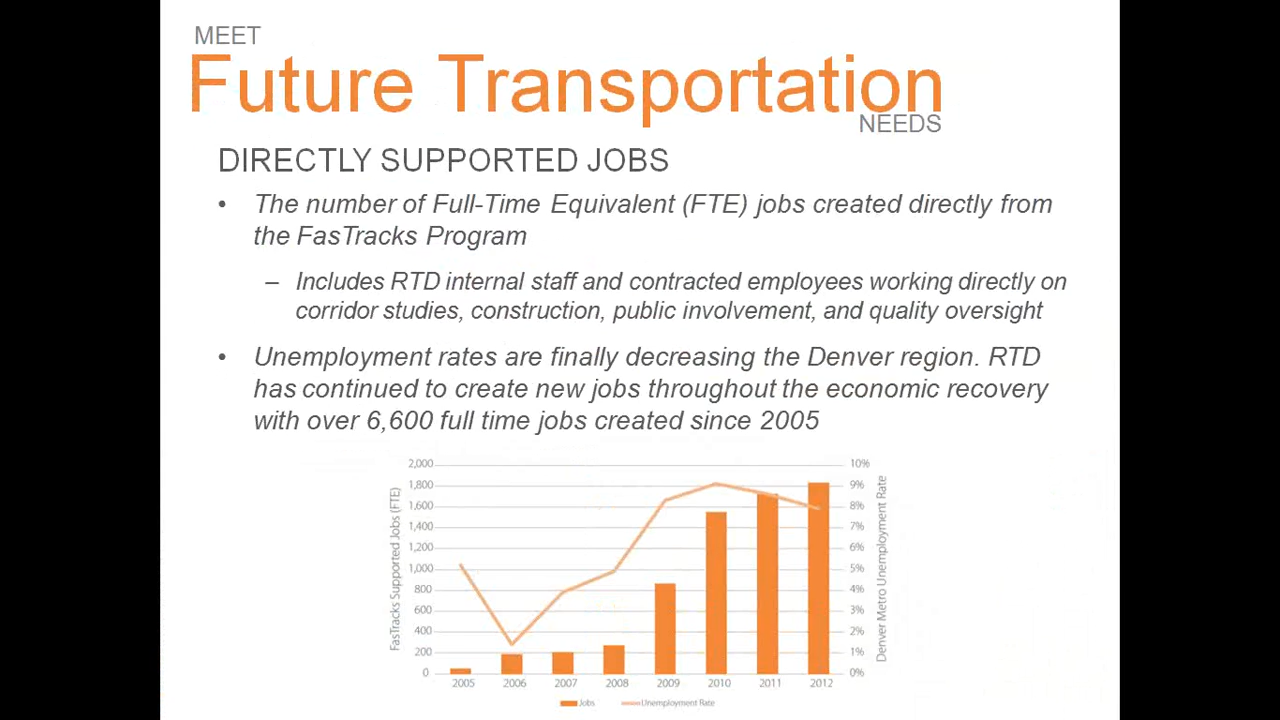 MEET
Future Transportation
NEEDS
DIRECTLY SUPPORTED JOBS
• The number of Full-Time Equivalent (FTE) jobs created directly from
the FasTracks Program
– Includes RTD internal staff and contracted employees working directly on
corridor studies, construction, public involvement, and quality oversight
• Unemployment rates are finally decreasing the Denver region. RTD
has continued to create new jobs throughout the economic recovery
with over 6,600 full time jobs created since 2005
FasTracks Supported Jobs (FTE)
2,000
1,800
1,600
1,400
1,200
1,000
800
600
400
200
0
10%
9%
8%
7%
6%
5%
4%
3%
2%
1%
0%
Denver Metro Unemployment Rate
2005 2006 2007 2008 2009 2010 2011 2012
Jobs Unemployment Rate